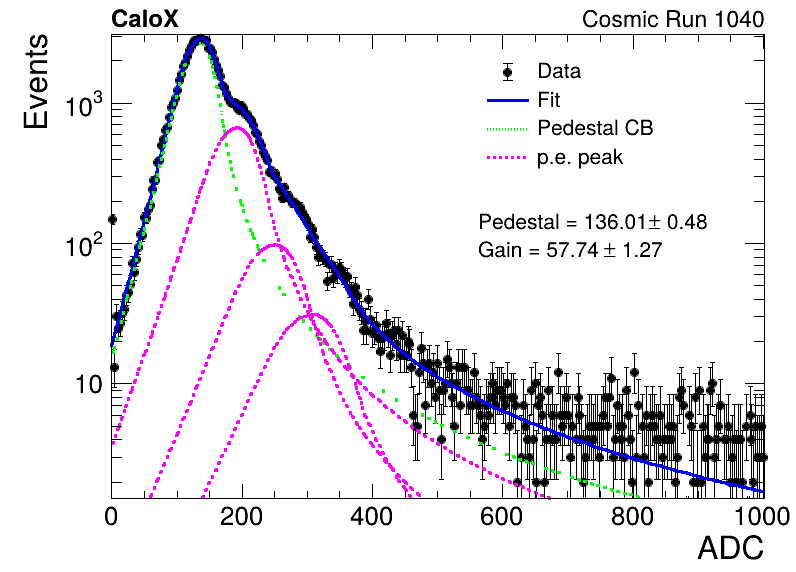 CaloX Cosmic Run 1040
Events
Data
Fit
Pedestal CB
p.e. peak
Pedestal = 136.01± 0.48
Gain = 57.74 ± 1.27
10³
10²
10
0 200 400 600 800 1000
ADC